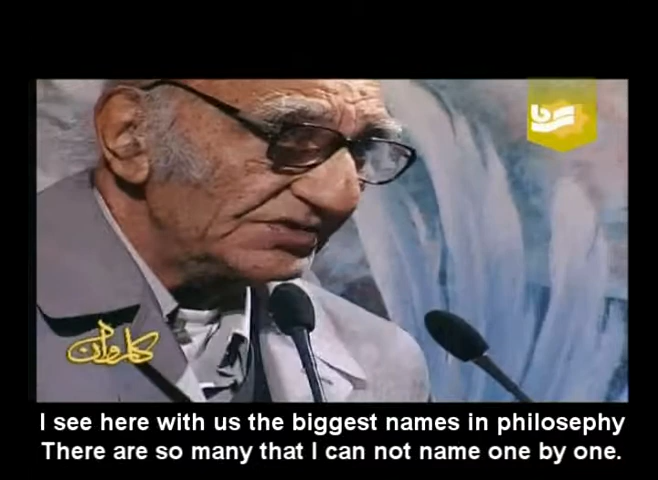 کاروان
I see here with us the biggest names in philosephy
There are so many that I can not name one by one.